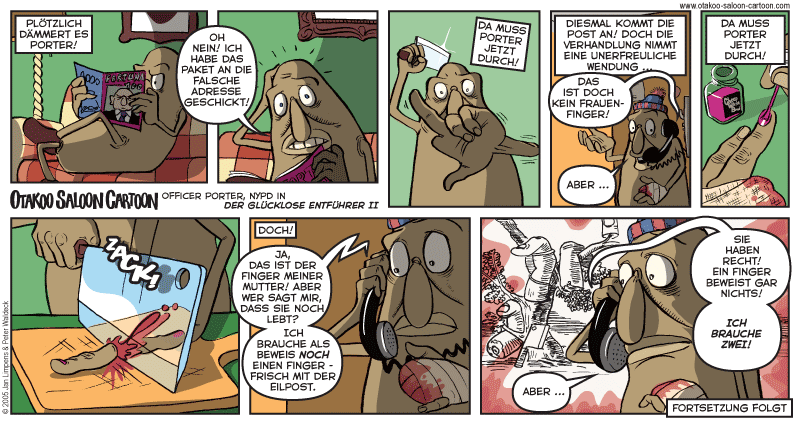 www.otakoo-saloon-cartoon.com
PLÖTZLICH
DÄMMERT ES
PORTER!
FORTUNA
OH
NEIN! ICH
HABE DAS
PAKET AN DIE
FALSCHE
ADRESSE
GESCHICKT!
DA MUSS
PORTER
JETZT
DURCH!
DIESMAL KOMMT DIE
POST AN! DOCH DIE
VERHANDLUNG NIMMT
EINE UNERFREULICHE
WENDUNG ...
DAS
IST DOCH
KEIN FRAUEN-
FINGER!
ABER ...
DA MUSS
PORTER
JETZT
DURCH!
OTAKOO SALOON CARTOON
OFFICER PORTER, NYPD IN
DER GLÜCKLOSE ENTFÜHRER II
ZACK!
DOCH!
JA,
DAS IST DER
FINGER MEINER
MUTTER! ABER
WER SAGT MIR,
DASS SIE NOCH
LEBT?
ICH
BRAUCHE ALS
BEWEIS NOCH
EINEN FINGER -
FRISCH MIT DER
EILPOST.
SIE
HABEN
RECHT!
EIN FINGER
BEWEIST GAR
NICHTS!
ICH
BRAUCHE
ZWEI!
ABER ...
FORTSETZUNG FOLGT
© 2005 Jan Limpens & Peter Waldeck